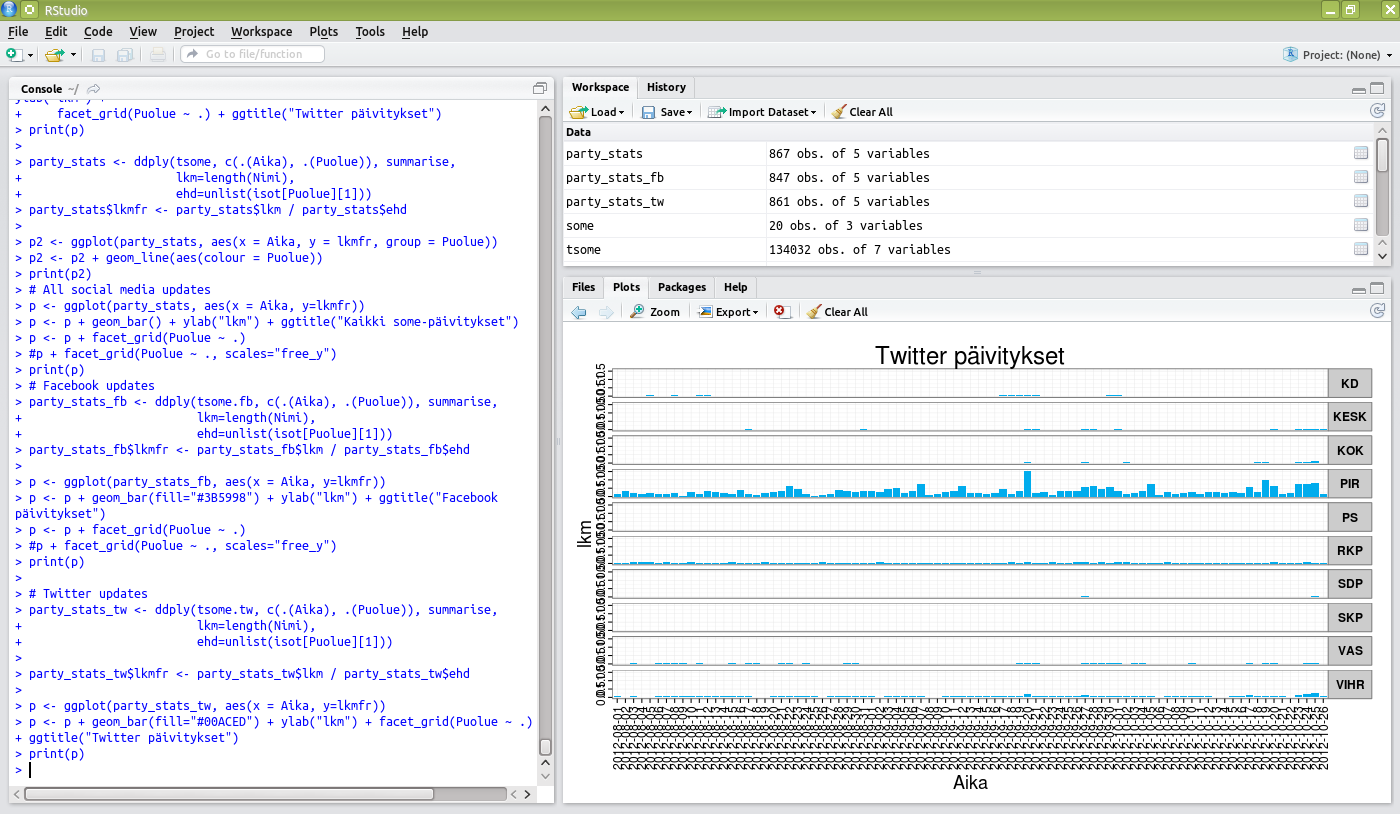 RStudio
File Edit Code View Project Workspace Plots Tools Help
Go to file/function
Project: (None)
Console ~/
+     facet_grid(Puolue ~ .) + ggtitle("Twitter päivitykset")
> print(p)
>
> party_stats <- ddply(tsome, c(.(Aika), .(Puolue)), summarise,
+                      lkm=length(Nimi),
+                      ehd=unlist(isot[Puolue][1]))
> party_stats$lkmfr <- party_stats$lkm / party_stats$ehd
>
> p2 <- ggplot(party_stats, aes(x = Aika, y = lkmfr, group = Puolue))
> p2 <- p2 + geom_line(aes(colour = Puolue))
> print(p2)
> # All social media updates
> p <- ggplot(party_stats, aes(x = Aika, y=lkmfr))
> p <- p + geom_bar() + ylab("lkm") + ggtitle("Kaikki some-päivitykset")
> p <- p + facet_grid(Puolue ~ .)
> #p + facet_grid(Puolue ~ ., scales="free_y")
> print(p)
> # Facebook updates
> party_stats_fb <- ddply(tsome.fb, c(.(Aika), .(Puolue)), summarise,
+                         lkm=length(Nimi),
+                         ehd=unlist(isot[Puolue][1]))
> party_stats_fb$lkmfr <- party_stats_fb$lkm / party_stats_fb$ehd
>
> p <- ggplot(party_stats_fb, aes(x = Aika, y=lkmfr))
> p <- p + geom_bar(fill="#3B5998") + ylab("lkm") + ggtitle("Facebook
päivitykset")
> p <- p + facet_grid(Puolue ~ .)
> #p + facet_grid(Puolue ~ ., scales="free_y")
> print(p)
>
> # Twitter updates
> party_stats_tw <- ddply(tsome.tw, c(.(Aika), .(Puolue)), summarise,
+                         lkm=length(Nimi),
+                         ehd=unlist(isot[Puolue][1]))
>
> party_stats_tw$lkmfr <- party_stats_tw$lkm / party_stats_tw$ehd
>
> p <- ggplot(party_stats_tw, aes(x = Aika, y=lkmfr))
> p <- p + geom_bar(fill="#00ACED") + ylab("lkm") + facet_grid(Puolue ~ .)
+ ggtitle("Twitter päivitykset")
> print(p)
>
Workspace History
Load Save Import Dataset Clear All
Data
party_stats 867 obs. of 5 variables
party_stats_fb 847 obs. of 5 variables
party_stats_tw 861 obs. of 5 variables
some 20 obs. of 3 variables
tsome 134032 obs. of 7 variables
Files Plots Packages Help
Zoom Export Clear All
Twitter päivitykset
KD
KESK
KOK
PIR
PS
RKP
SDP
SKP
VAS
VIHR
lkm
Aika